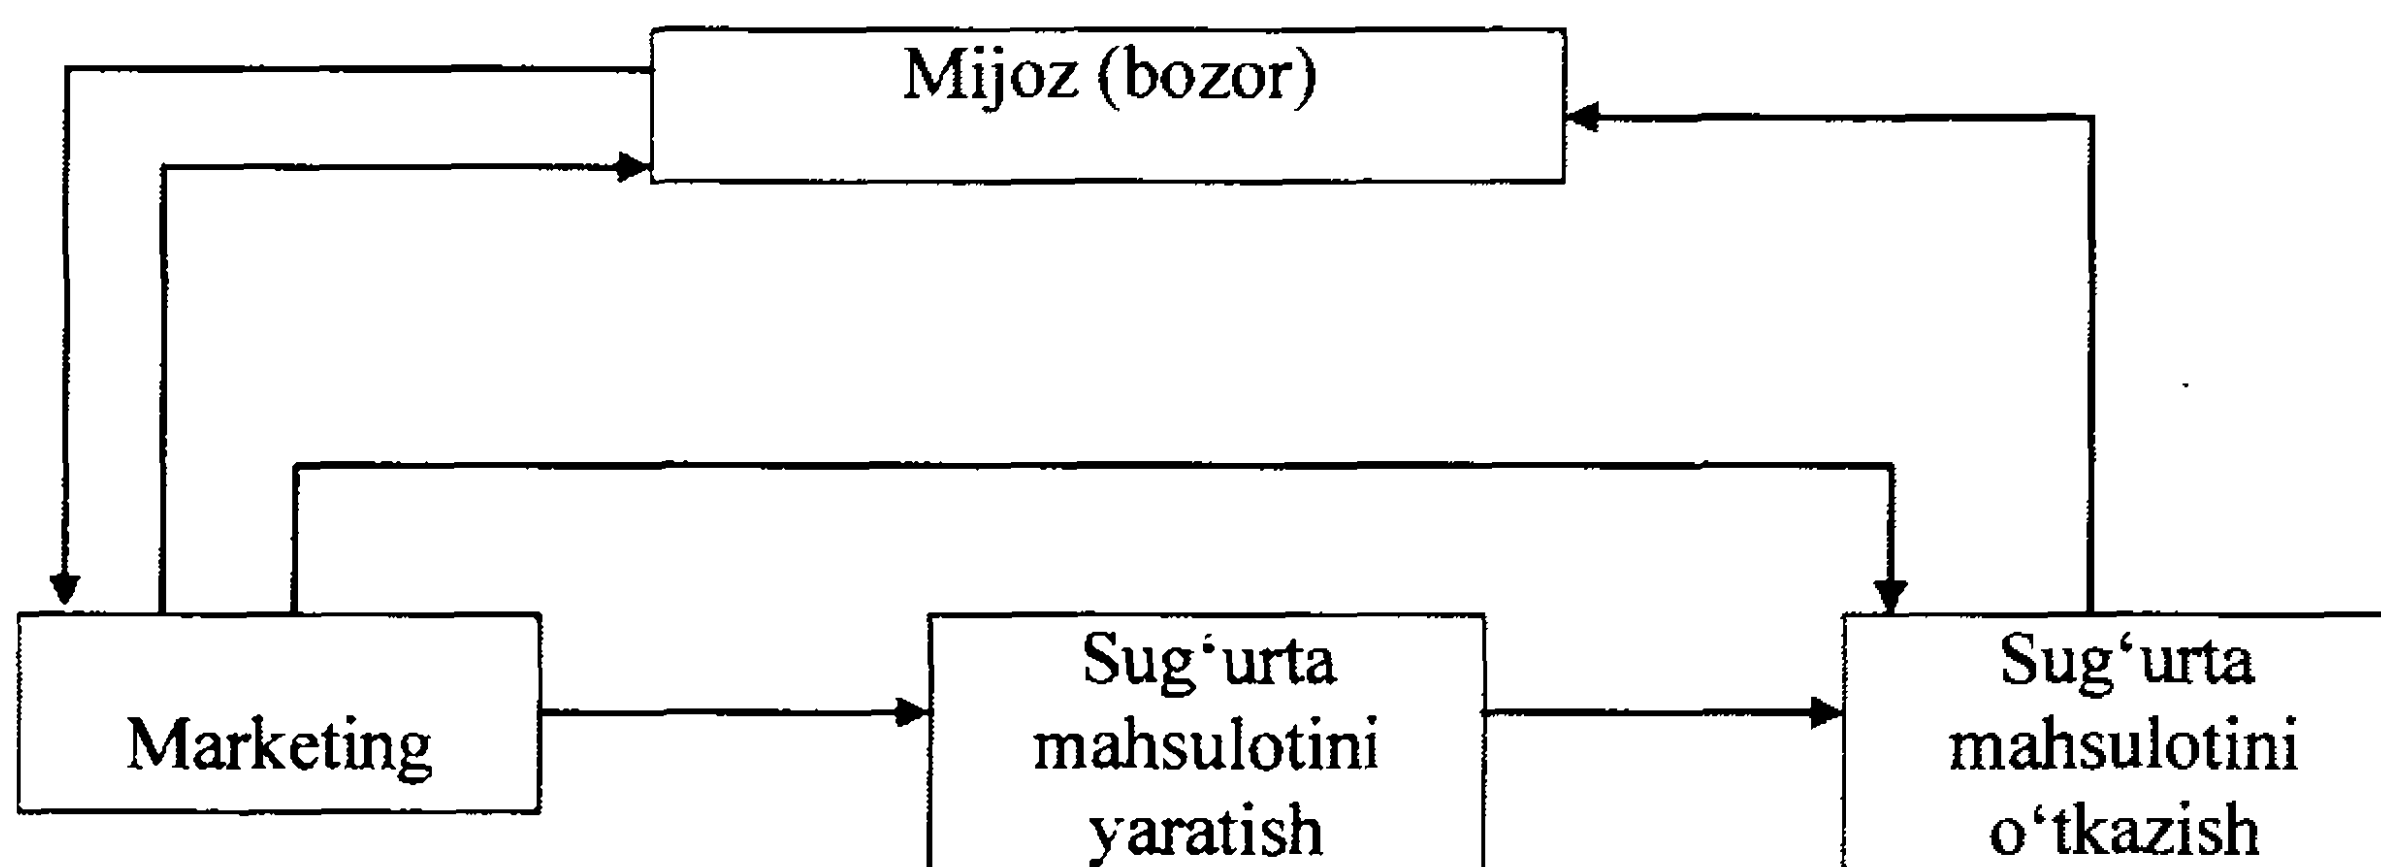 Mijoz (bozor)
Marketing
Sug‘urta
mahsulotini
yaratish
Sug‘urta
mahsulotini
o‘tkazish